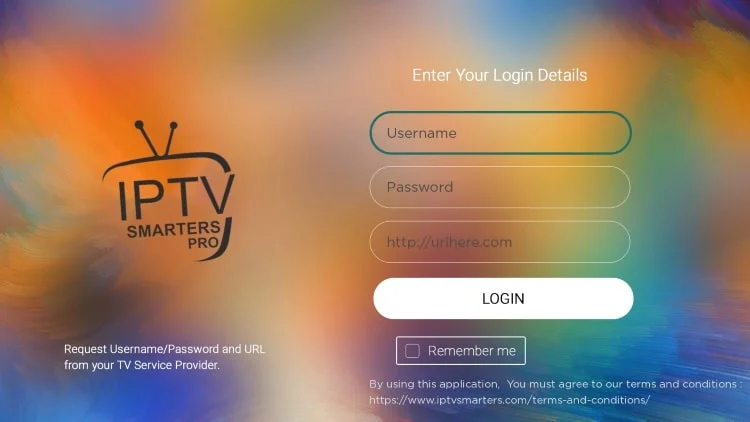 Enter Your Login Details
Username
Password
http://urlhere.com
LOGIN
Remember me
By using this application, You must agree to our terms and conditions :
https://www.iptvsmarters.com/terms-and-conditions/
IPTV
SMARTERS
PRO
Request Username/Password and URL
from your TV Service Provider.